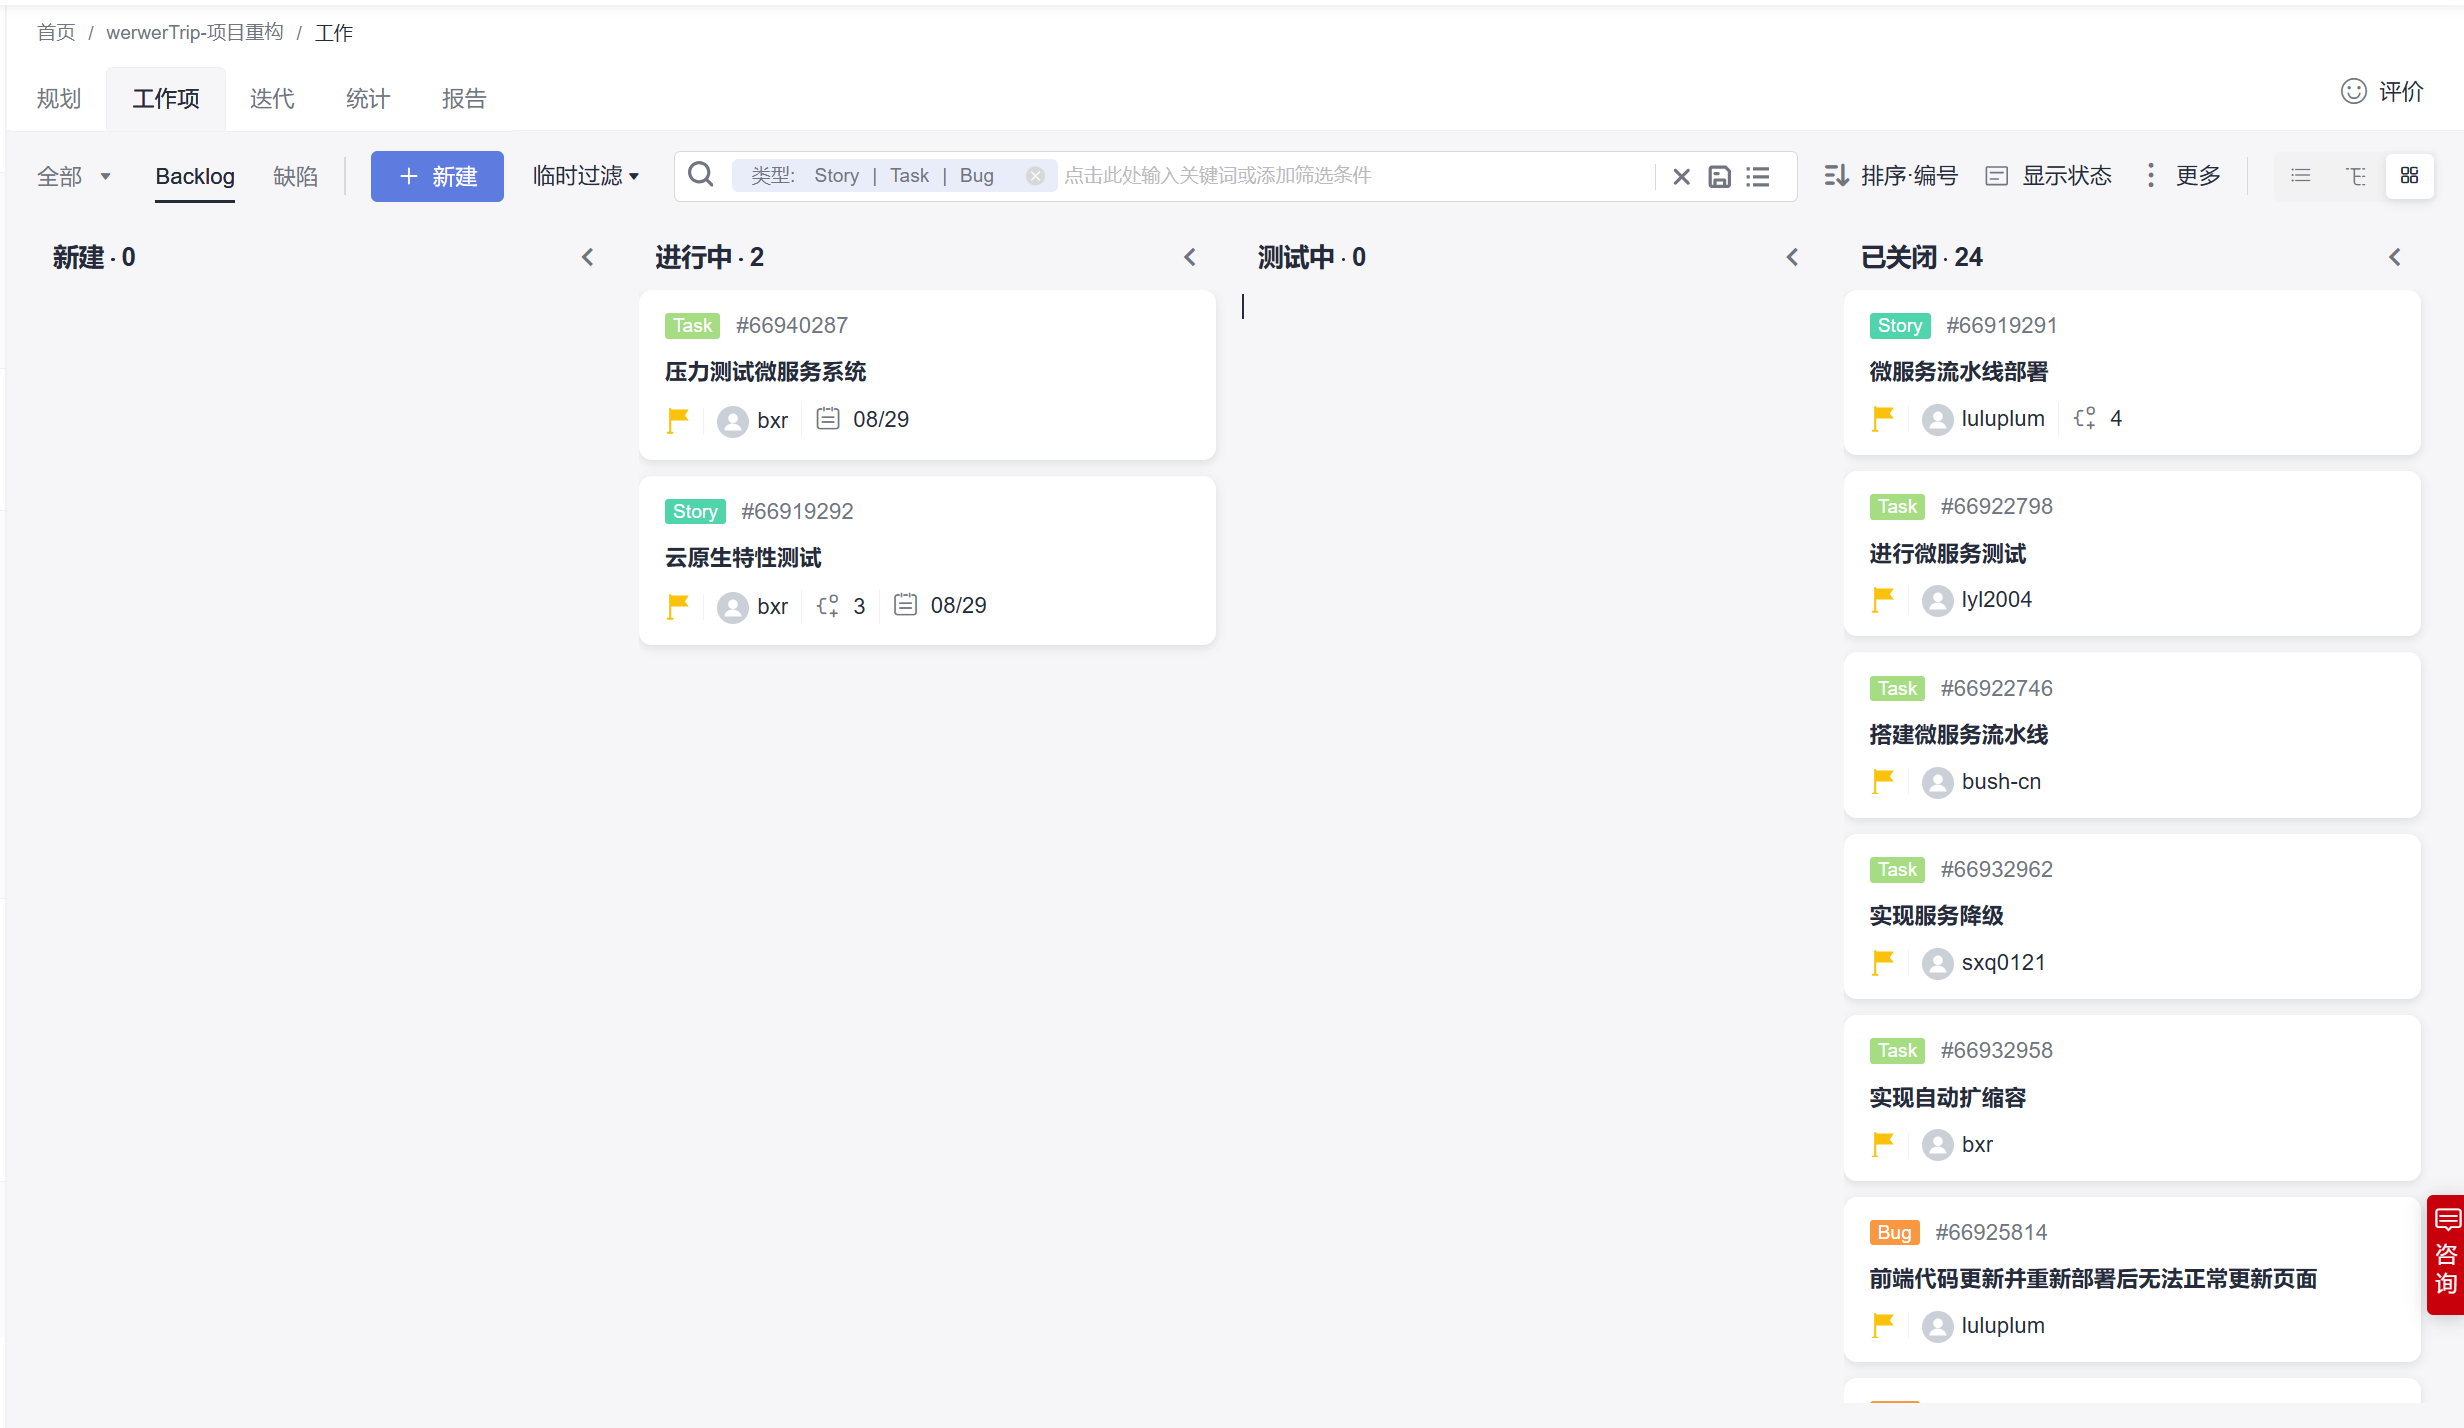 首页 / werwerTrip-项目重构 / 工作
规划 工作项 迭代 统计 报告
评价
全部 Backlog 缺陷 + 新建 临时过滤 类型: Story | Task | Bug 点击此处输入关键词或添加筛选条件 排序·编号 显示状态 更多
新建 · 0
进行中 · 2
Task #66940287
压力测试微服务系统
bxr 08/29
Story #66919292
云原生特性测试
bxr 3 08/29
测试中 · 0
已关闭 · 24
Story #66919291
微服务流水线部署
luluplum 4
Task #66922798
进行微服务测试
lyl2004
Task #66922746
搭建微服务流水线
bush-cn
Task #66932962
实现服务降级
sxq0121
Task #66932958
实现自动扩缩容
bxr
Bug #66925814
前端代码更新并重新部署后无法正常更新页面
luluplum
咨询